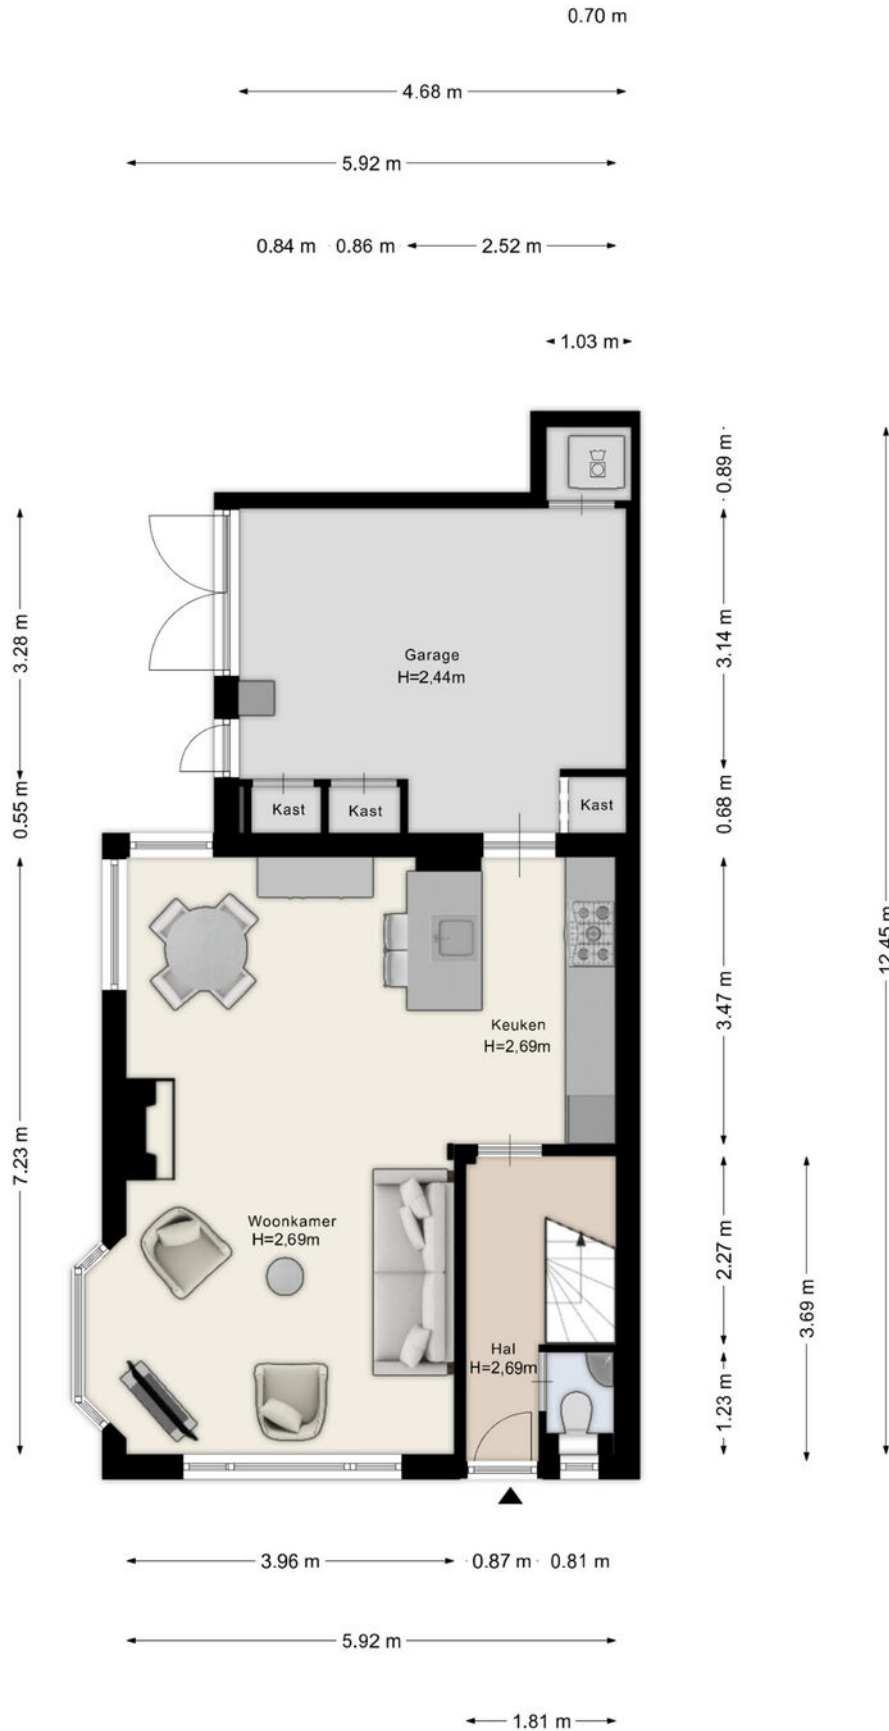 0.70 m
4.68 m
5.92 m
0.84 m 0.86 m 2.52 m
1.03 m
0.89 m
3.28 m
3.14 m
Garage
H=2,44m
0.55 m
Kast
Kast
Kast
0.68 m
12.45 m
3.47 m
Keuken
H=2,69m
7.23 m
Woonkamer
H=2,69m
2.27 m
3.69 m
Hal
H=2,69m
1.23 m
3.96 m 0.87 m 0.81 m
5.92 m
1.81 m